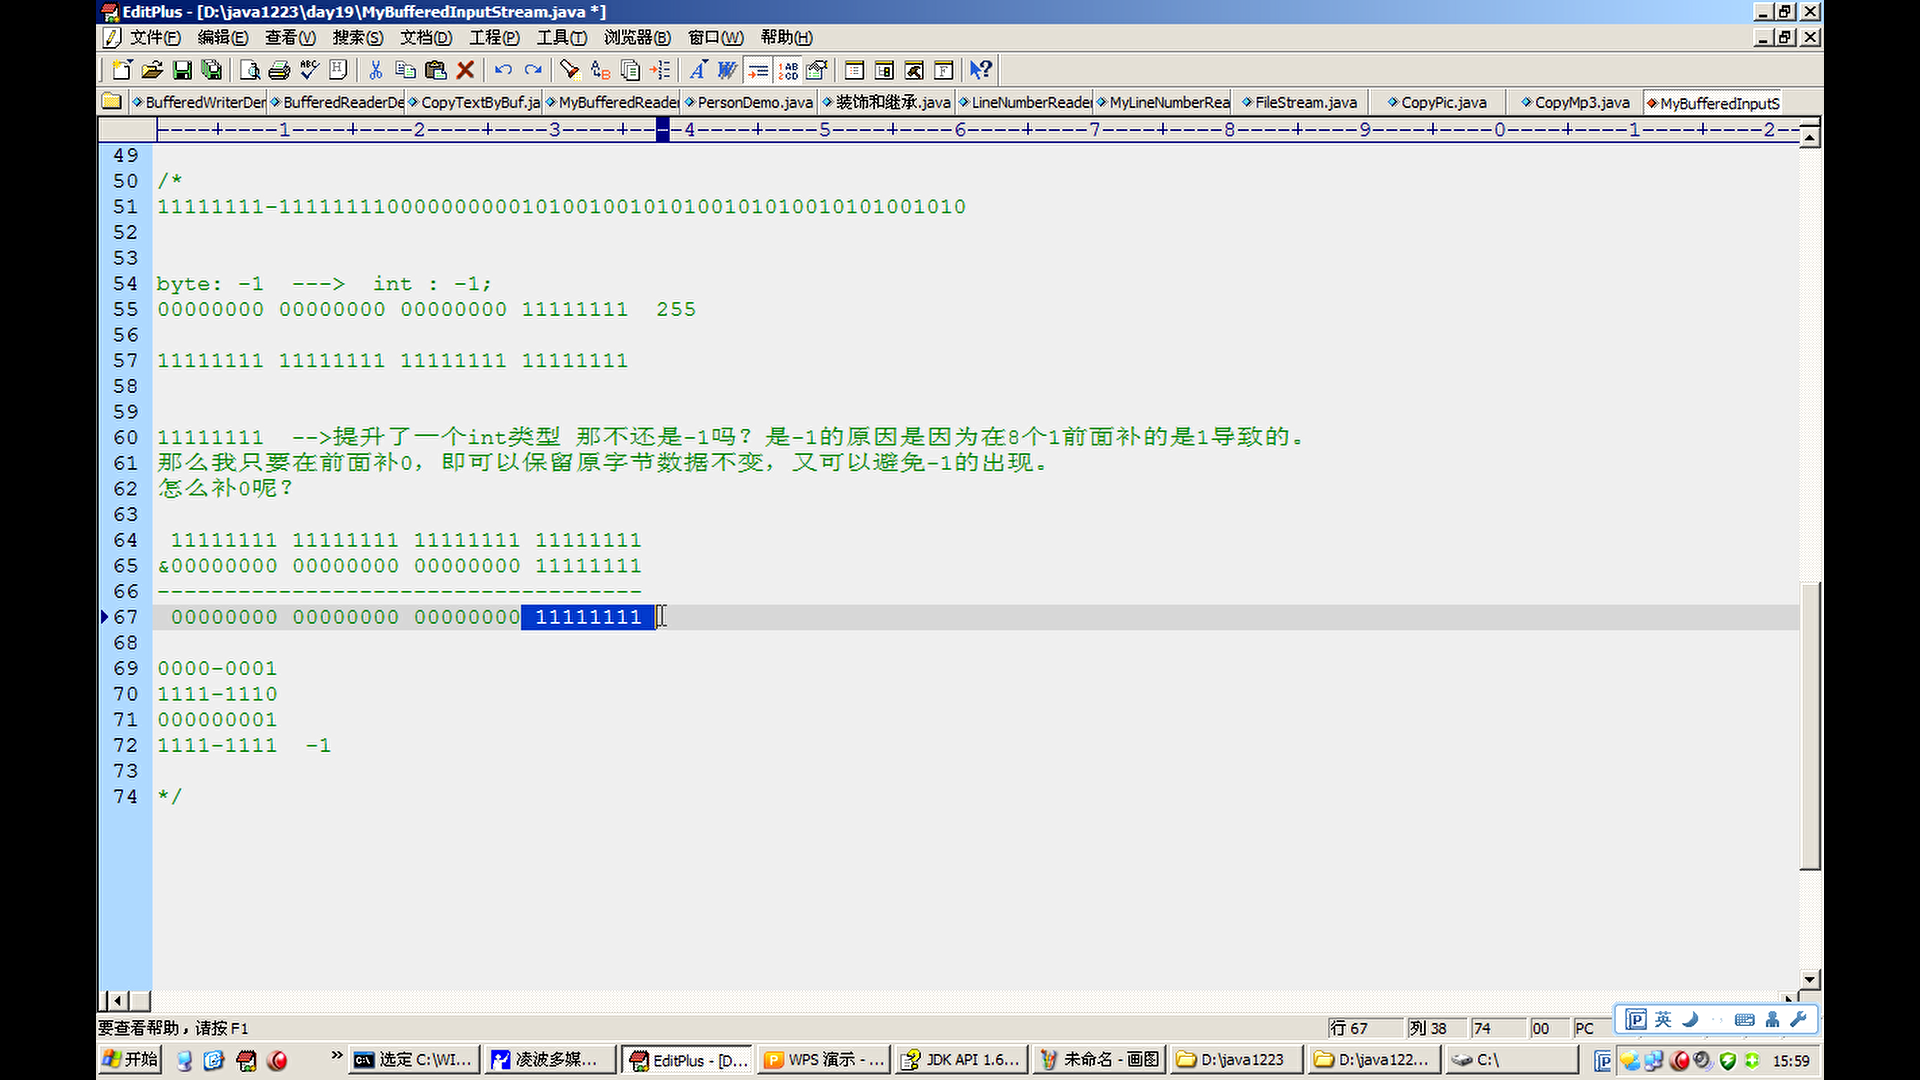 EditPlus - [D:\java1223\day19\MyBufferedInputStream.java *]
文件(F) 编辑(E) 查看(V) 搜索(S) 文档(D) 工程(P) 工具(T) 浏览器(B) 窗口(W) 帮助(H)
BufferedWriterDer BufferedReaderDe CopyTextByBuf.ja MyBufferedReade PersonDemo.java 装饰和继承.java LineNumberReader MyLineNumberRea FileStream.java CopyPic.java CopyMp3.java MyBufferedInputS
----+----1----+----2----+----3----+----4----+----5----+----6----+----7----+----8----+----9----+----0----+----1----+----2--
49
50 /*
51 11111111-111111110000000000101001001010100101010010101001010
52
53
54 byte: -1  --->  int : -1;
55 00000000 00000000 00000000 11111111  255
56
57 11111111 11111111 11111111 11111111
58
59
60 11111111  -->提升了一个int类型 那不还是-1吗？是-1的原因是因为在8个1前面补的是1导致的。
61 那么我只要在前面补0，即可以保留原字节数据不变，又可以避免-1的出现。
62 怎么补0呢？
63
64  11111111 11111111 11111111 11111111
65 &00000000 00000000 00000000 11111111
66 ------------------------------------
67  00000000 00000000 00000000 11111111
68
69 0000-0001
70 1111-1110
71 000000001
72 1111-1111  -1
73
74 */
要查看帮助，请按 F1 行 67 列 38 74 00 PC
英
开始 选定 C:\WI... 凌波多媒... EditPlus - [D... WPS 演示 - ... JDK API 1.6... 未命名 - 画图 D:\java1223 D:\java122... C:\ 15:59